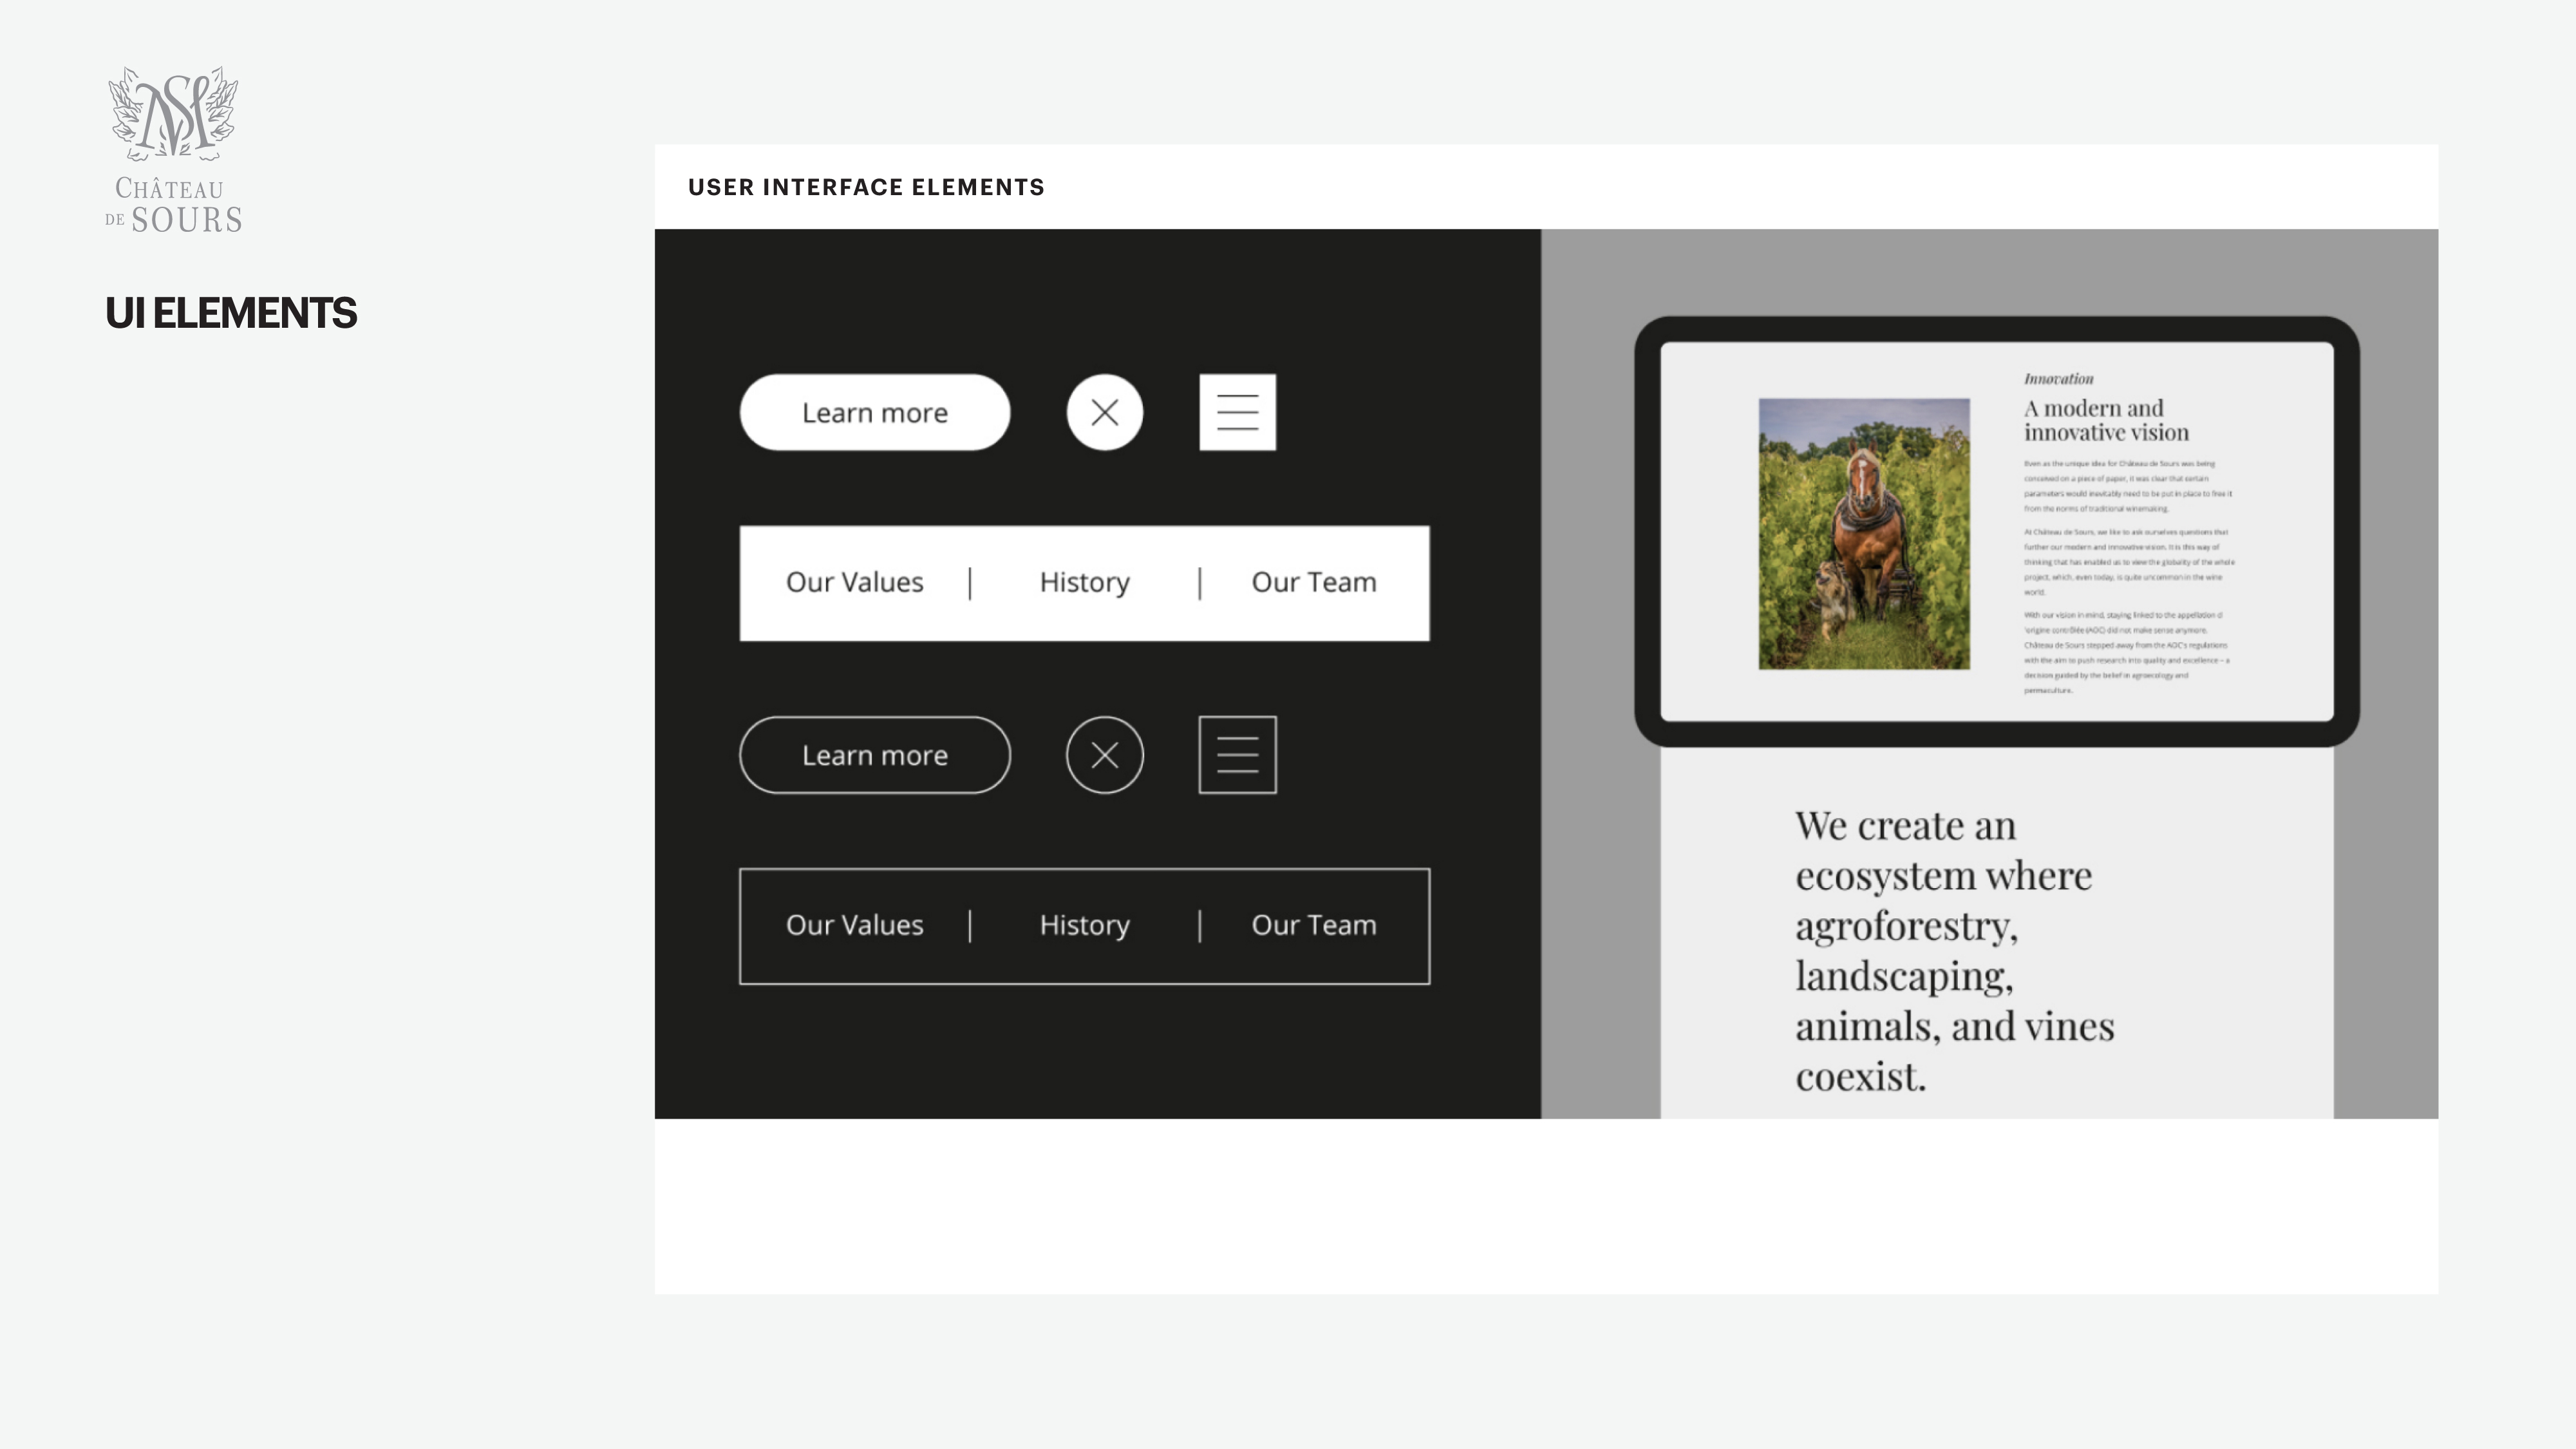 CHÂTEAU
DE SOURS
UI ELEMENTS
USER INTERFACE ELEMENTS
Learn more
Our Values | History | Our Team
Learn more
Our Values | History | Our Team
Innovation
A modern and
innovative vision
Even as the unique idea for Château de Sours was being
conceived on a piece of paper, it was clear that certain
parameters would inevitably need to be put in place to free it
from the norms of traditional winemaking.
At Château de Sours, we like to ask ourselves questions that
further our modern and innovative vision. It is this way of
thinking that has enabled us to view the globality of the whole
project, which, even today, is quite uncommon in the wine
world.
With our vision in mind, staying linked to the appellation d
'origine contrôlée (AOC) did not make sense anymore.
Château de Sours stepped away from the AOC's regulations
with the aim to push research into quality and excellence – a
decision guided by the belief in agroecology and
permaculture.
We create an
ecosystem where
agroforestry,
landscaping,
animals, and vines
coexist.